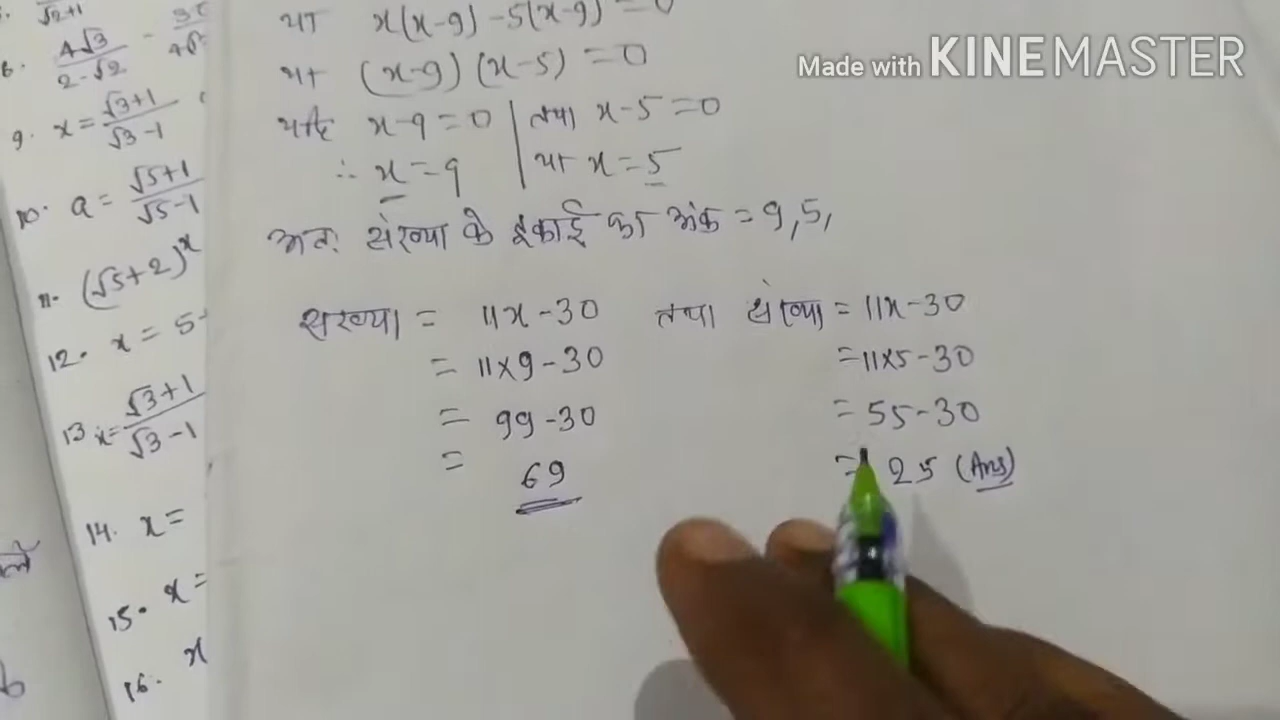 √2+1
8. 4√3/2-√2 -
9. x = √3+1/√3-1
10. a = √5+1/√5-1
11. (√5+2)^x
12. x = 5-
13 x = √3+1/√3-1
14. x =
15. x =
16. x
या x(x-9) -5(x-9) = 0
या (x-9) (x-5) = 0
यदि x-9 = 0 | तथा x-5 = 0
∴ x = 9 | या x = 5
अतः संख्या के इकाई का अंक = 9, 5,
संख्या = 11x - 30 तथा संख्या = 11x - 30
= 11×9 - 30 = 11×5 - 30
= 99 - 30 = 55 - 30
= 69 = 25 (Ans)
Made with KINEMASTER